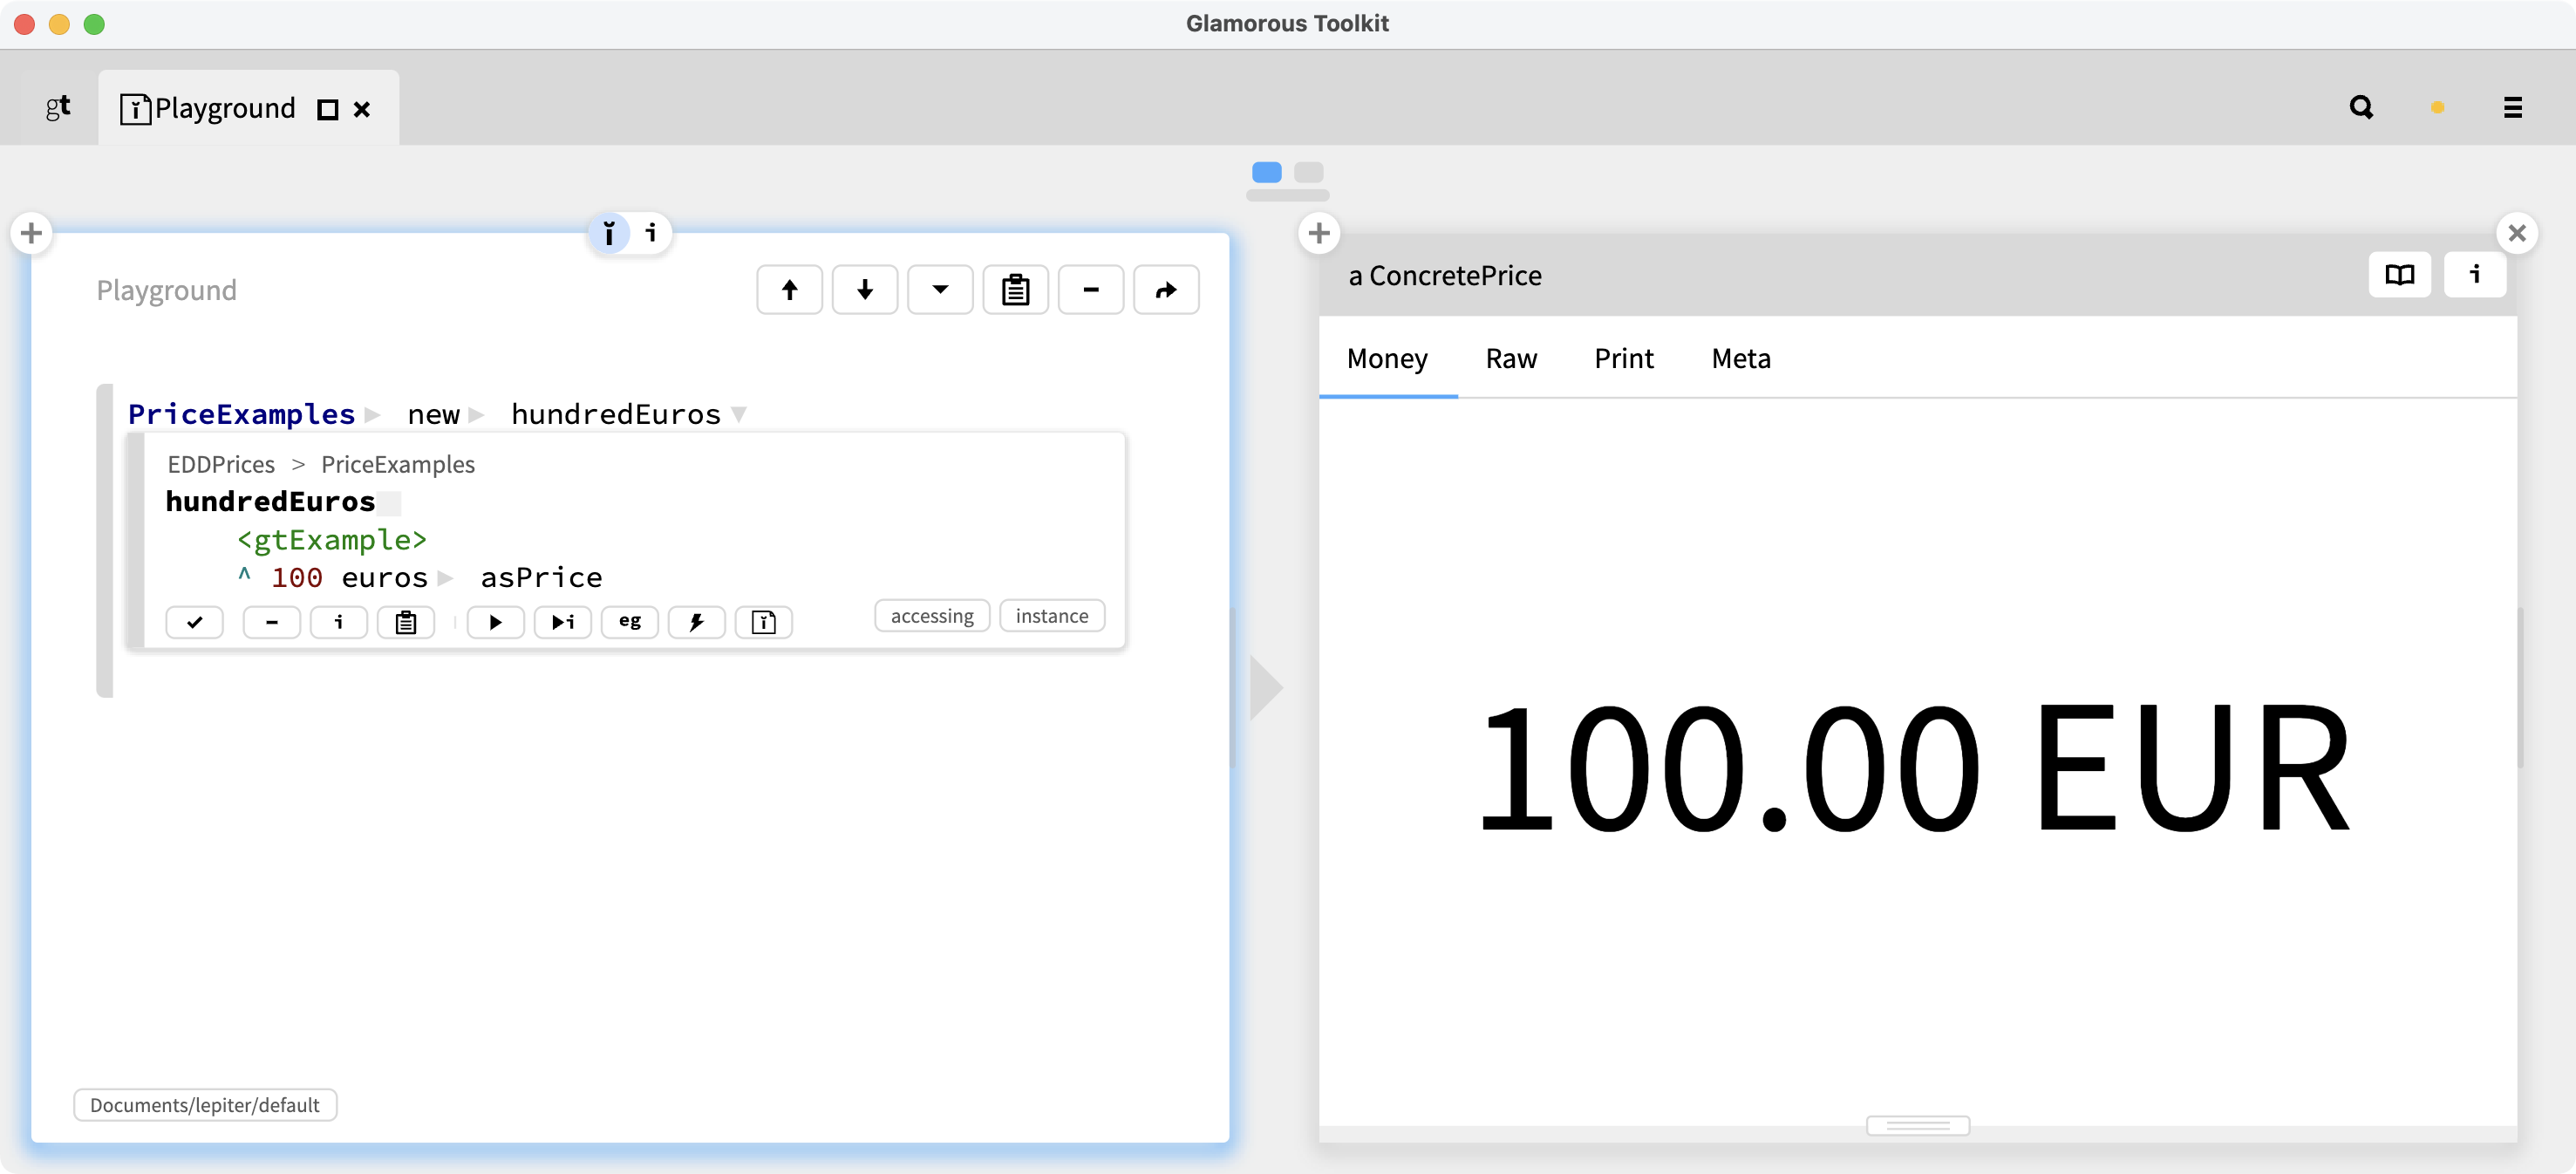 Glamorous Toolkit
gt
Playground
Playground
PriceExamples new hundredEuros
EDDPrices > PriceExamples
hundredEuros
<gtExample>
^ 100 euros asPrice
i
i
eg
accessing
instance
Documents/lepiter/default
a ConcretePrice
i
Money Raw Print Meta
100.00 EUR